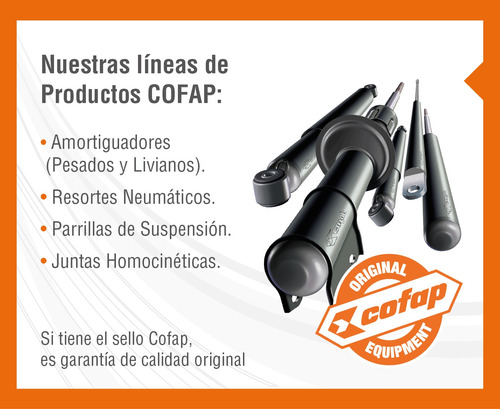 Nuestras líneas de
Productos COFAP:
• Amortiguadores
(Pesados y Livianos).
• Resortes Neumáticos.
• Parrillas de Suspensión.
• Juntas Homocinéticas.
Si tiene el sello Cofap,
es garantía de calidad original
cofap
ORIGINAL
cofap
EQUIPMENT